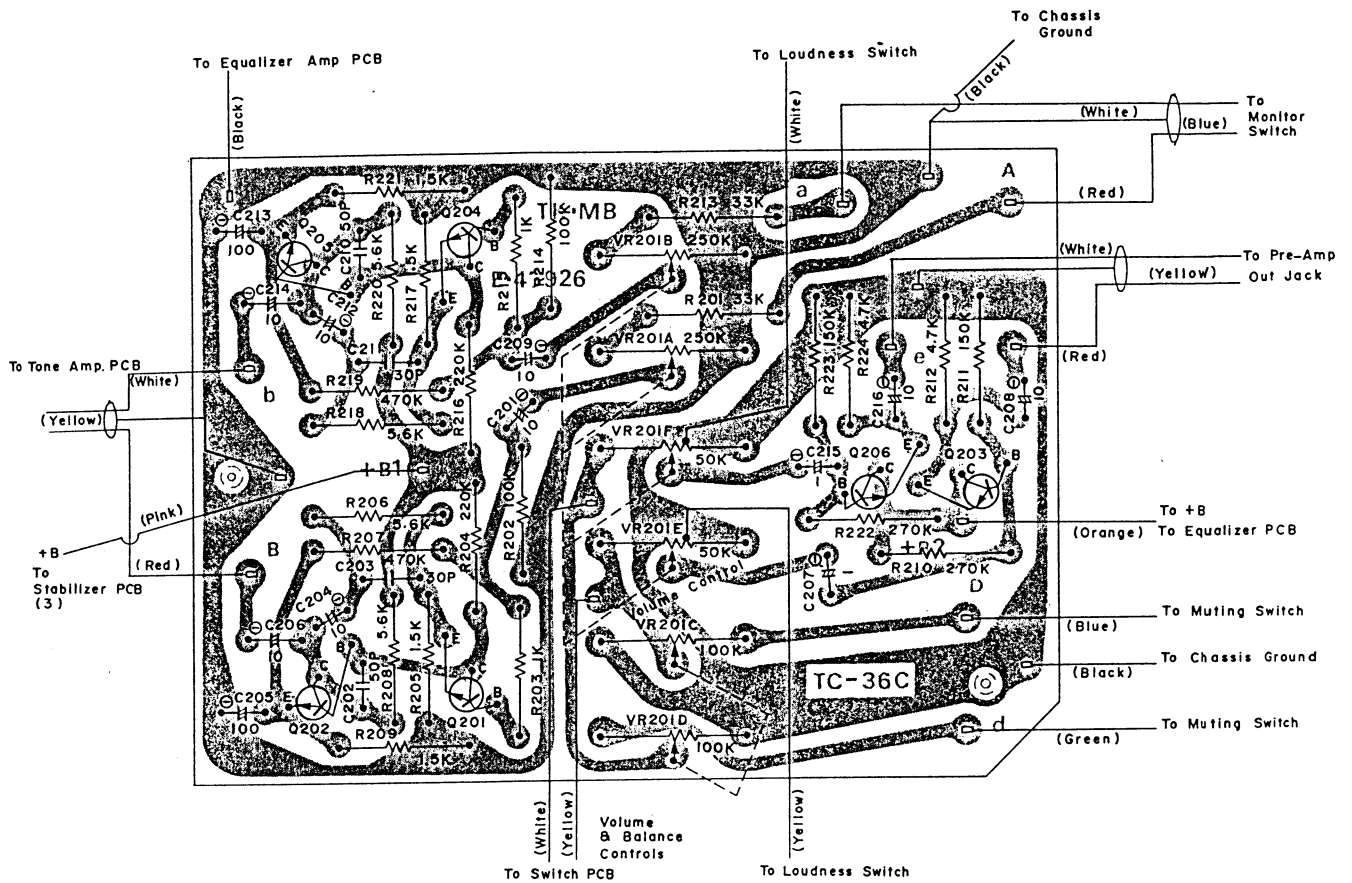 To Chassis
Ground
To Equalizer Amp PCB
To Loudness Switch
(Black)
(Black)
(White)
(White)
(Blue)
To
Monitor
Switch
(Red)
A
a
R221 1.5K
C213
100
Q205
C210 50P
R220 5.6K
R217 1.5K
Q204
E
C
B
B
C
E
1K
R214
100K
R213 33K
VR201B 250K
R201 33K
VR201A 250K
C214
10
C212
10
C211
30P
C209
10
(White)
(Yellow)
To Pre-Amp
Out Jack
(Red)
R223 150K
R224 4.7K
e
R212 4.7K
R211 150K
C216
10
C208
10
To Tone Amp. PCB
(White)
(Yellow)
b
R219
470K
R218
5.6K
R216 220K
C201
10
VR201F
50K
C215
1
Q206
Q203
E
C
B
C
B
E
+B1
(Pink)
+B
To
Stabilizer PCB
(3)
(Red)
B
R206
5.6K
R207
470K
C203
30P
R204 220K
R202 100K
VR201E
50K
Volume Control
R222 270K
+B2
R210 270K
C207
(Orange)
To +B
To Equalizer PCB
D
C204
10
C206
10
B
C
E
C202 50P
R208 5.6K
R205 1.5K
E
C
B
Q201
R203 1K
C205
100
Q202
R209
1.5K
VR201C
100K
VR201D
100K
TC-36C
To Muting Switch
(Blue)
To Chassis Ground
(Black)
d
To Muting Switch
(Green)
(White)
(Yellow)
Volume
& Balance
Controls
(Yellow)
To Switch PCB
To Loudness Switch